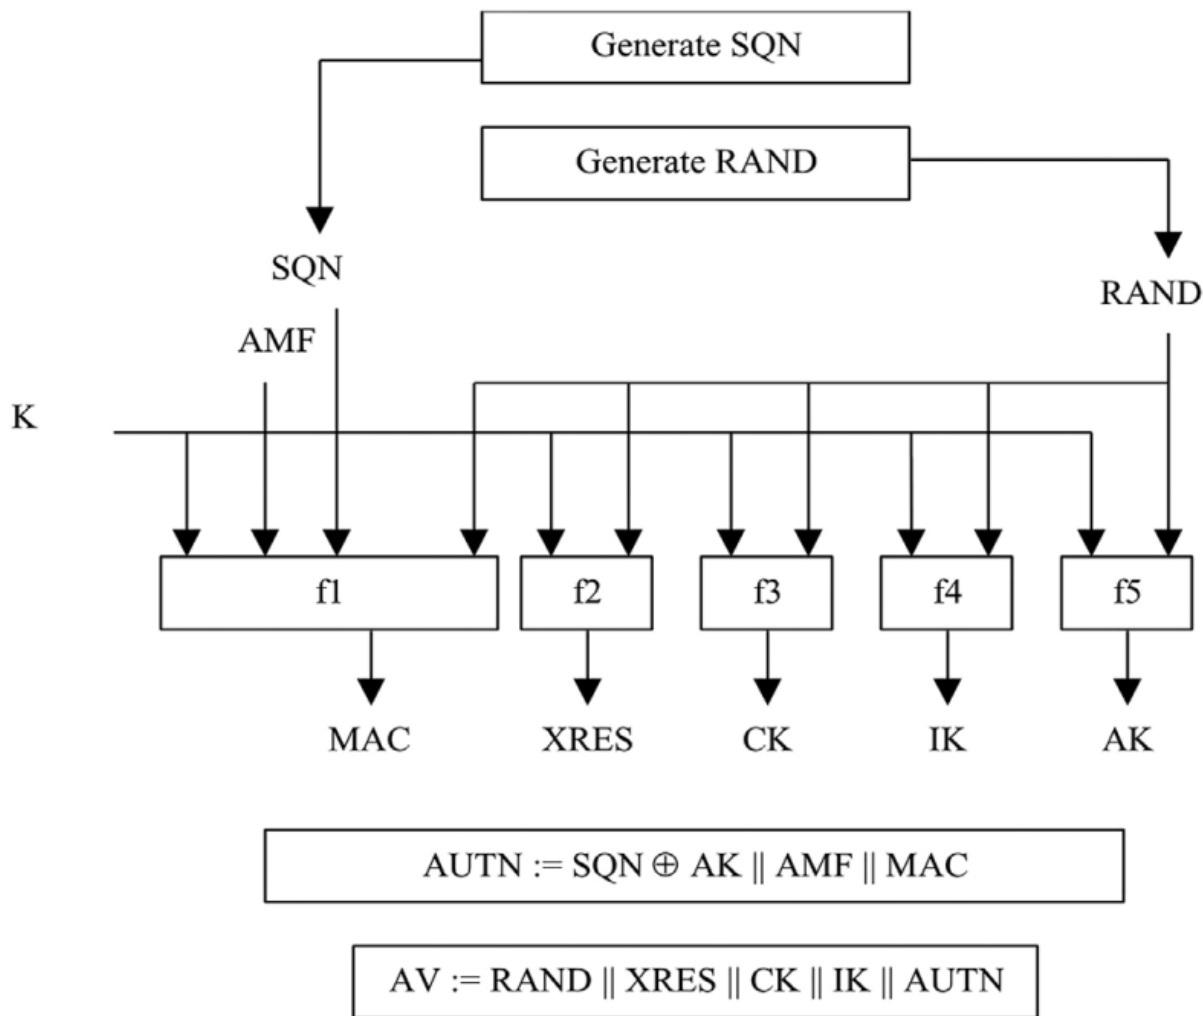 Generate SQN
Generate RAND
SQN
RAND
AMF
K
f1 f2 f3 f4 f5
MAC XRES CK IK AK
AUTN := SQN ⊕ AK || AMF || MAC
AV := RAND || XRES || CK || IK || AUTN